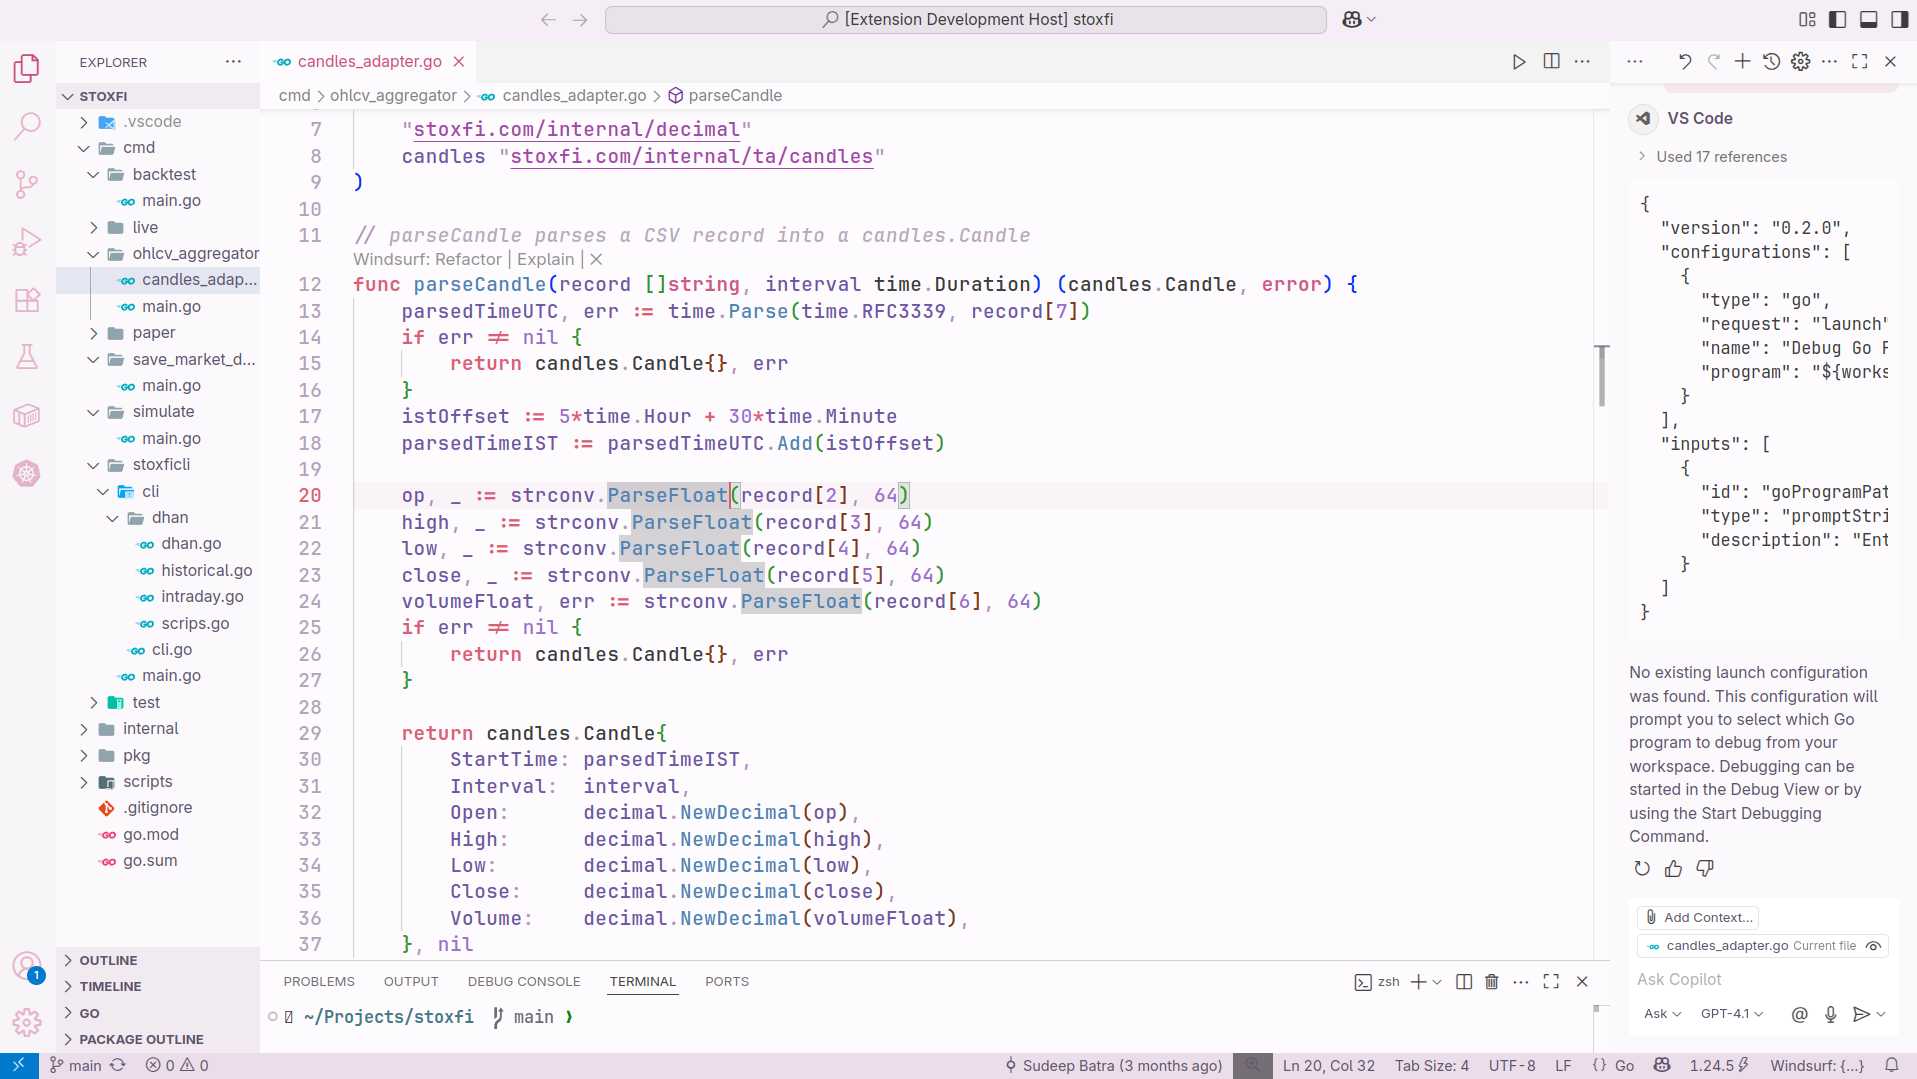 [Extension Development Host] stoxfi
EXPLORER
STOXFI
.vscode
cmd
backtest
main.go
live
ohlcv_aggregator
candles_adap...
main.go
paper
save_market_d...
main.go
simulate
main.go
stoxficli
cli
dhan
dhan.go
historical.go
intraday.go
scrips.go
cli.go
main.go
test
internal
pkg
scripts
.gitignore
go.mod
go.sum
OUTLINE
TIMELINE
GO
PACKAGE OUTLINE
candles_adapter.go
cmd > ohlcv_aggregator > candles_adapter.go > parseCandle
7 "stoxfi.com/internal/decimal"
8 candles "stoxfi.com/internal/ta/candles"
9 )
10
11 // parseCandle parses a CSV record into a candles.Candle
Windsurf: Refactor | Explain | ×
12 func parseCandle(record []string, interval time.Duration) (candles.Candle, error) {
13 parsedTimeUTC, err := time.Parse(time.RFC3339, record[7])
14 if err != nil {
15 return candles.Candle{}, err
16 }
17 istOffset := 5*time.Hour + 30*time.Minute
18 parsedTimeIST := parsedTimeUTC.Add(istOffset)
19
20 op, _ := strconv.ParseFloat(record[2], 64)
21 high, _ := strconv.ParseFloat(record[3], 64)
22 low, _ := strconv.ParseFloat(record[4], 64)
23 close, _ := strconv.ParseFloat(record[5], 64)
24 volumeFloat, err := strconv.ParseFloat(record[6], 64)
25 if err != nil {
26 return candles.Candle{}, err
27 }
28
29 return candles.Candle{
30 StartTime: parsedTimeIST,
31 Interval: interval,
32 Open: decimal.NewDecimal(op),
33 High: decimal.NewDecimal(high),
34 Low: decimal.NewDecimal(low),
35 Close: decimal.NewDecimal(close),
36 Volume: decimal.NewDecimal(volumeFloat),
37 }, nil
PROBLEMS OUTPUT DEBUG CONSOLE TERMINAL PORTS
zsh
~/Projects/stoxfi main ❯
VS Code
Used 17 references
{
"version": "0.2.0",
"configurations": [
{
"type": "go",
"request": "launch"
"name": "Debug Go P
"program": "${works
}
],
"inputs": [
{
"id": "goProgramPat
"type": "promptStri
"description": "Ent
}
]
}
No existing launch configuration
was found. This configuration will
prompt you to select which Go
program to debug from your
workspace. Debugging can be
started in the Debug View or by
using the Start Debugging
Command.
Add Context...
candles_adapter.go Current file
Ask Copilot
Ask GPT-4.1
1
main 0 0
Sudeep Batra (3 months ago) Ln 20, Col 32 Tab Size: 4 UTF-8 LF {} Go 1.24.5 Windsurf: {...}